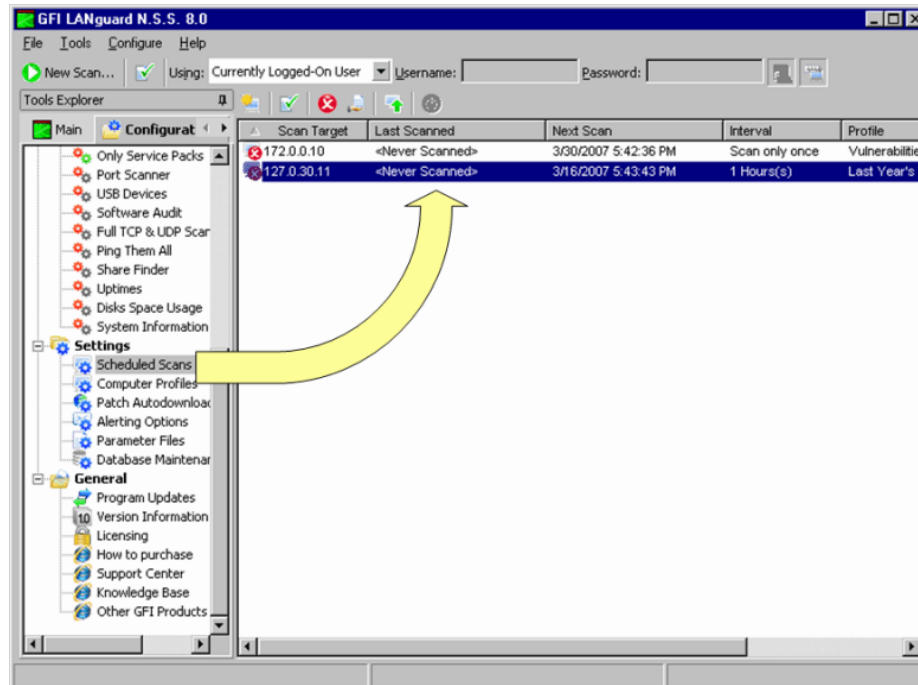 GFI LANguard N.S.S. 8.0
File Tools Configure Help
New Scan... Using: Currently Logged-On User Username: Password:
Tools Explorer
Main Configurat
Scan Target Last Scanned Next Scan Interval Profile
172.0.0.10 <Never Scanned> 3/30/2007 5:42:36 PM Scan only once Vulnerabilitie
127.0.30.11 <Never Scanned> 3/16/2007 5:43:43 PM 1 Hours(s) Last Year's
Only Service Packs
Port Scanner
USB Devices
Software Audit
Full TCP & UDP Scar
Ping Them All
Share Finder
Uptimes
Disks Space Usage
System Information
Settings
Scheduled Scans
Computer Profiles
Patch Autodownloac
Alerting Options
Parameter Files
Database Maintenar
General
Program Updates
Version Information
Licensing
How to purchase
Support Center
Knowledge Base
Other GFI Products